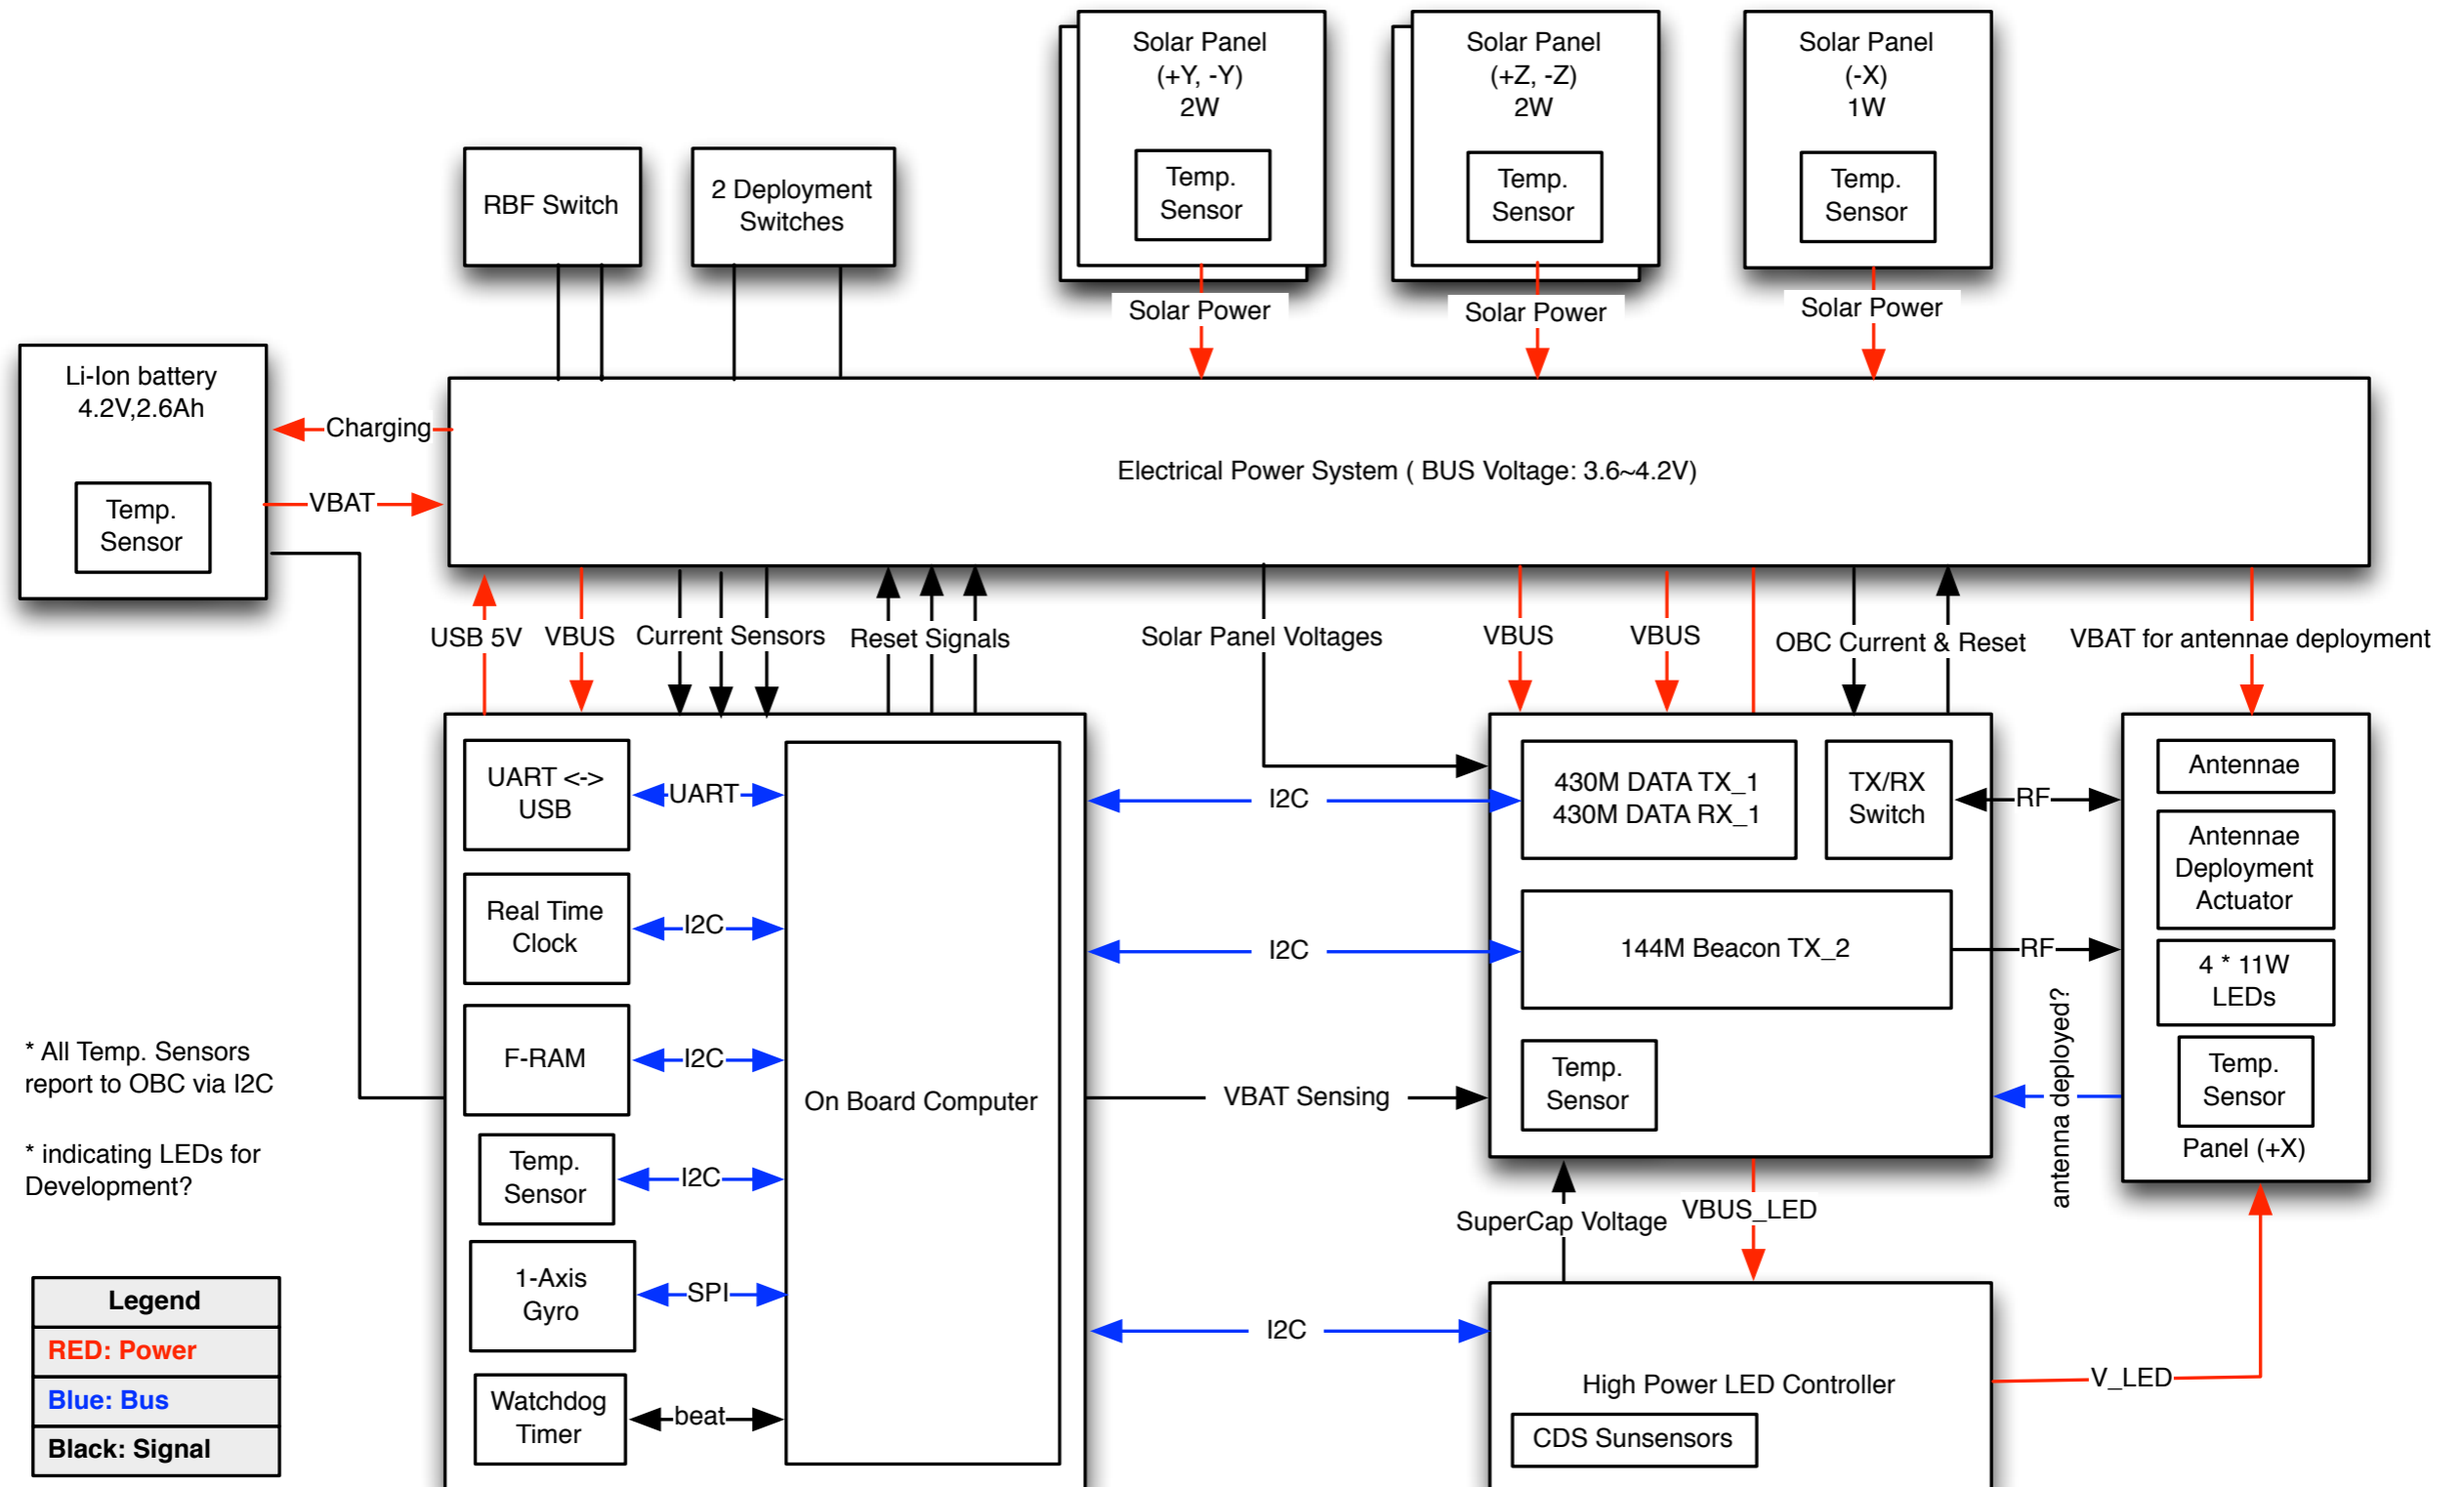 Solar Panel
(+Y, -Y)
2W
Temp.
Sensor
Solar Panel
(+Z, -Z)
2W
Temp.
Sensor
Solar Panel
(-X)
1W
Temp.
Sensor
RBF Switch
2 Deployment
Switches
Solar Power
Solar Power
Solar Power
Li-Ion battery
4.2V,2.6Ah
Temp.
Sensor
Charging
VBAT
Electrical Power System ( BUS Voltage: 3.6~4.2V)
USB 5V
VBUS
Current Sensors
Reset Signals
Solar Panel Voltages
VBUS
VBUS
OBC Current & Reset
VBAT for antennae deployment
UART <->
USB
UART
Real Time
Clock
I2C
F-RAM
I2C
Temp.
Sensor
I2C
1-Axis
Gyro
SPI
Watchdog
Timer
beat
On Board Computer
I2C
I2C
VBAT Sensing
I2C
430M DATA TX_1
430M DATA RX_1
TX/RX
Switch
144M Beacon TX_2
Temp.
Sensor
RF
RF
antenna deployed?
Antennae
Antennae
Deployment
Actuator
4 * 11W
LEDs
Temp.
Sensor
Panel (+X)
SuperCap Voltage
VBUS_LED
High Power LED Controller
CDS Sunsensors
V_LED
* All Temp. Sensors
report to OBC via I2C
* indicating LEDs for
Development?
Legend
RED: Power
Blue: Bus
Black: Signal